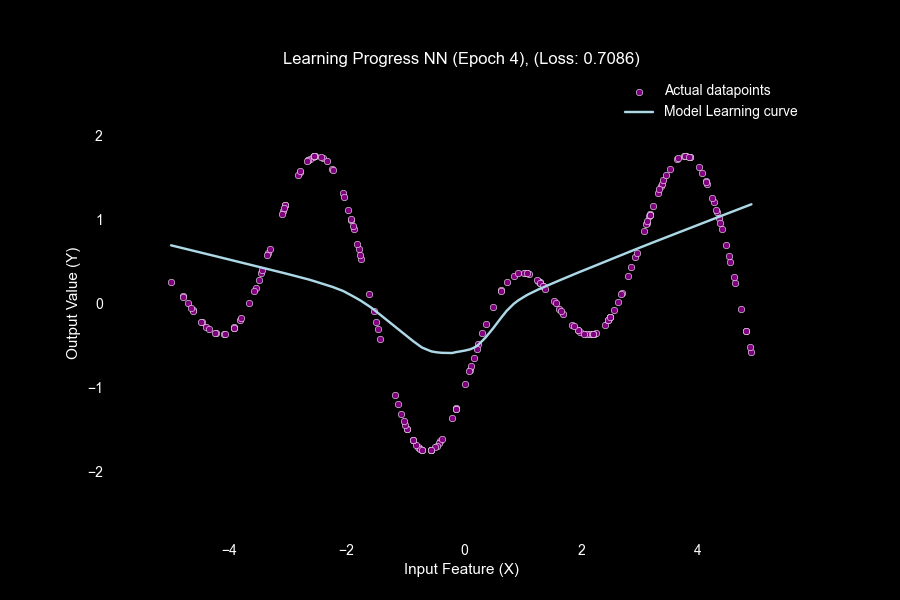 Learning Progress NN (Epoch 4), (Loss: 0.7086)
Actual datapoints
Model Learning curve
2
1
0
−1
−2
Output Value (Y)
−4
−2
0
2
4
Input Feature (X)